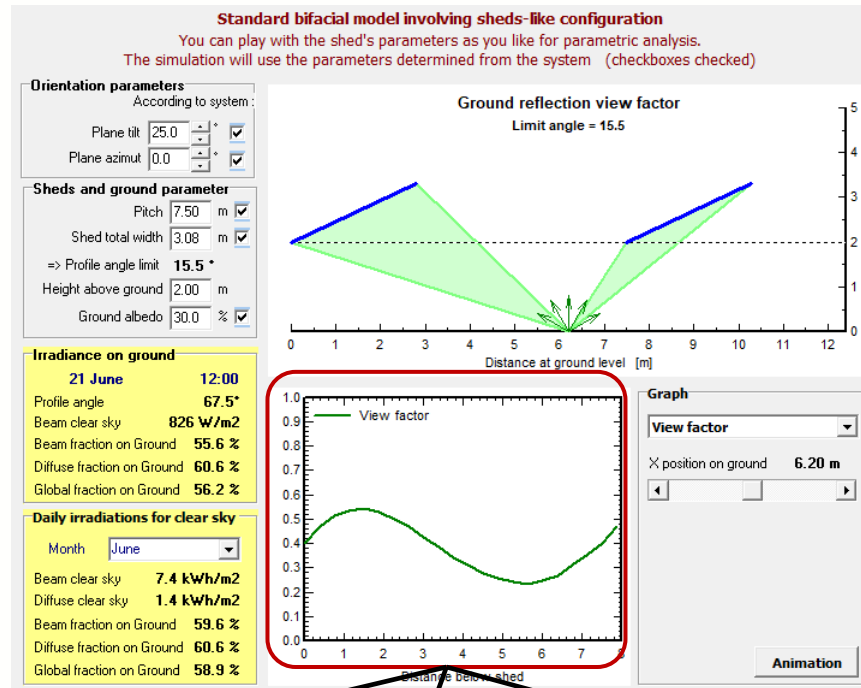 Standard bifacial model involving sheds-like configuration
You can play with the shed's parameters as you like for parametric analysis.
The simulation will use the parameters determined from the system (checkboxes checked)
Orientation parameters
According to system :
Plane tilt 25.0 °
Plane azimut 0.0 °
Sheds and ground parameter
Pitch 7.50 m
Shed total width 3.08 m
=> Profile angle limit 15.5 °
Height above ground 2.00 m
Ground albedo 30.0 %
Irradiance on ground
21 June 12:00
Profile angle 67.5°
Beam clear sky 826 W/m2
Beam fraction on Ground 55.6 %
Diffuse fraction on Ground 60.6 %
Global fraction on Ground 56.2 %
Daily irradiations for clear sky
Month June
Beam clear sky 7.4 kWh/m2
Diffuse clear sky 1.4 kWh/m2
Beam fraction on Ground 59.6 %
Diffuse fraction on Ground 60.6 %
Global fraction on Ground 58.9 %
Ground reflection view factor
Limit angle = 15.5
5
4
3
2
1
0
0 1 2 3 4 5 6 7 8 9 10 11 12
Distance at ground level [m]
1.0
0.9
0.8
0.7
0.6
0.5
0.4
0.3
0.2
0.1
0.0
View factor
0 1 2 3 4 5 6 7 8
Distance below shed
Graph
View factor
X position on ground 6.20 m
Animation